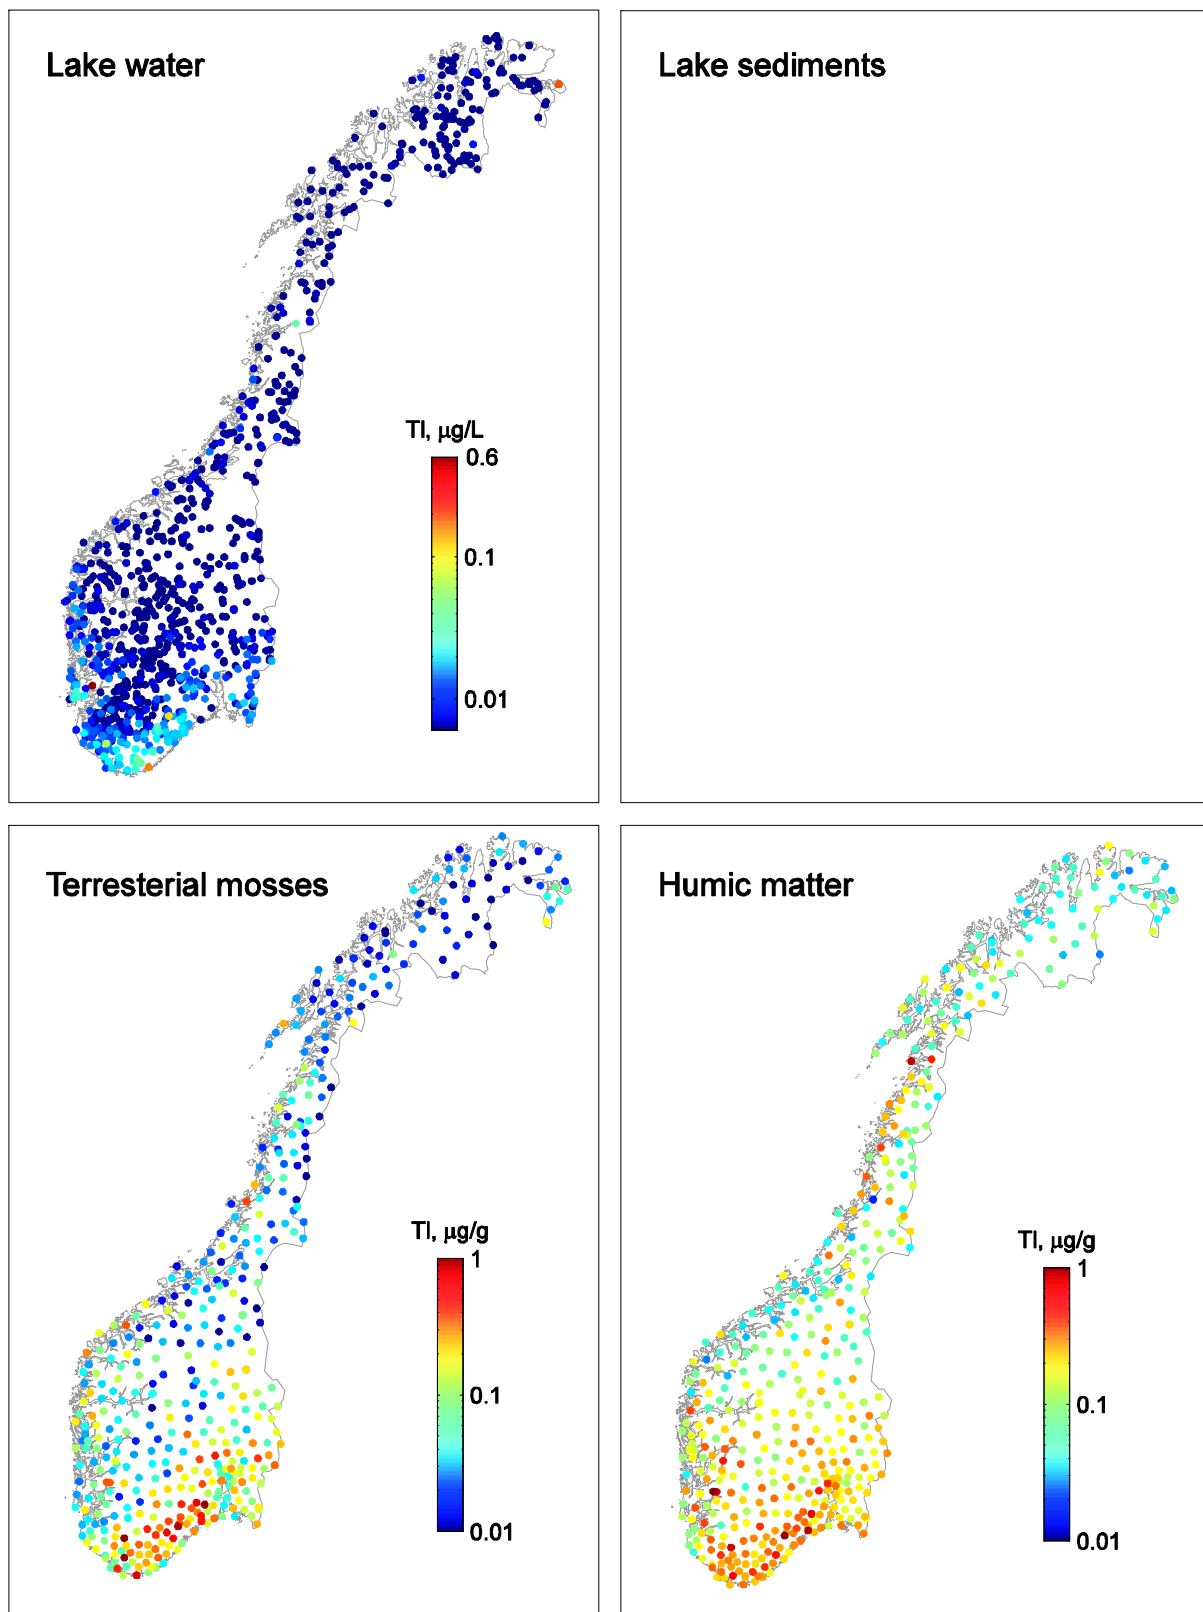 Lake water
Tl, µg/L
0.6
0.1
0.01
Lake sediments
Terresterial mosses
Tl, µg/g
1
0.1
0.01
Humic matter
Tl, µg/g
1
0.1
0.01